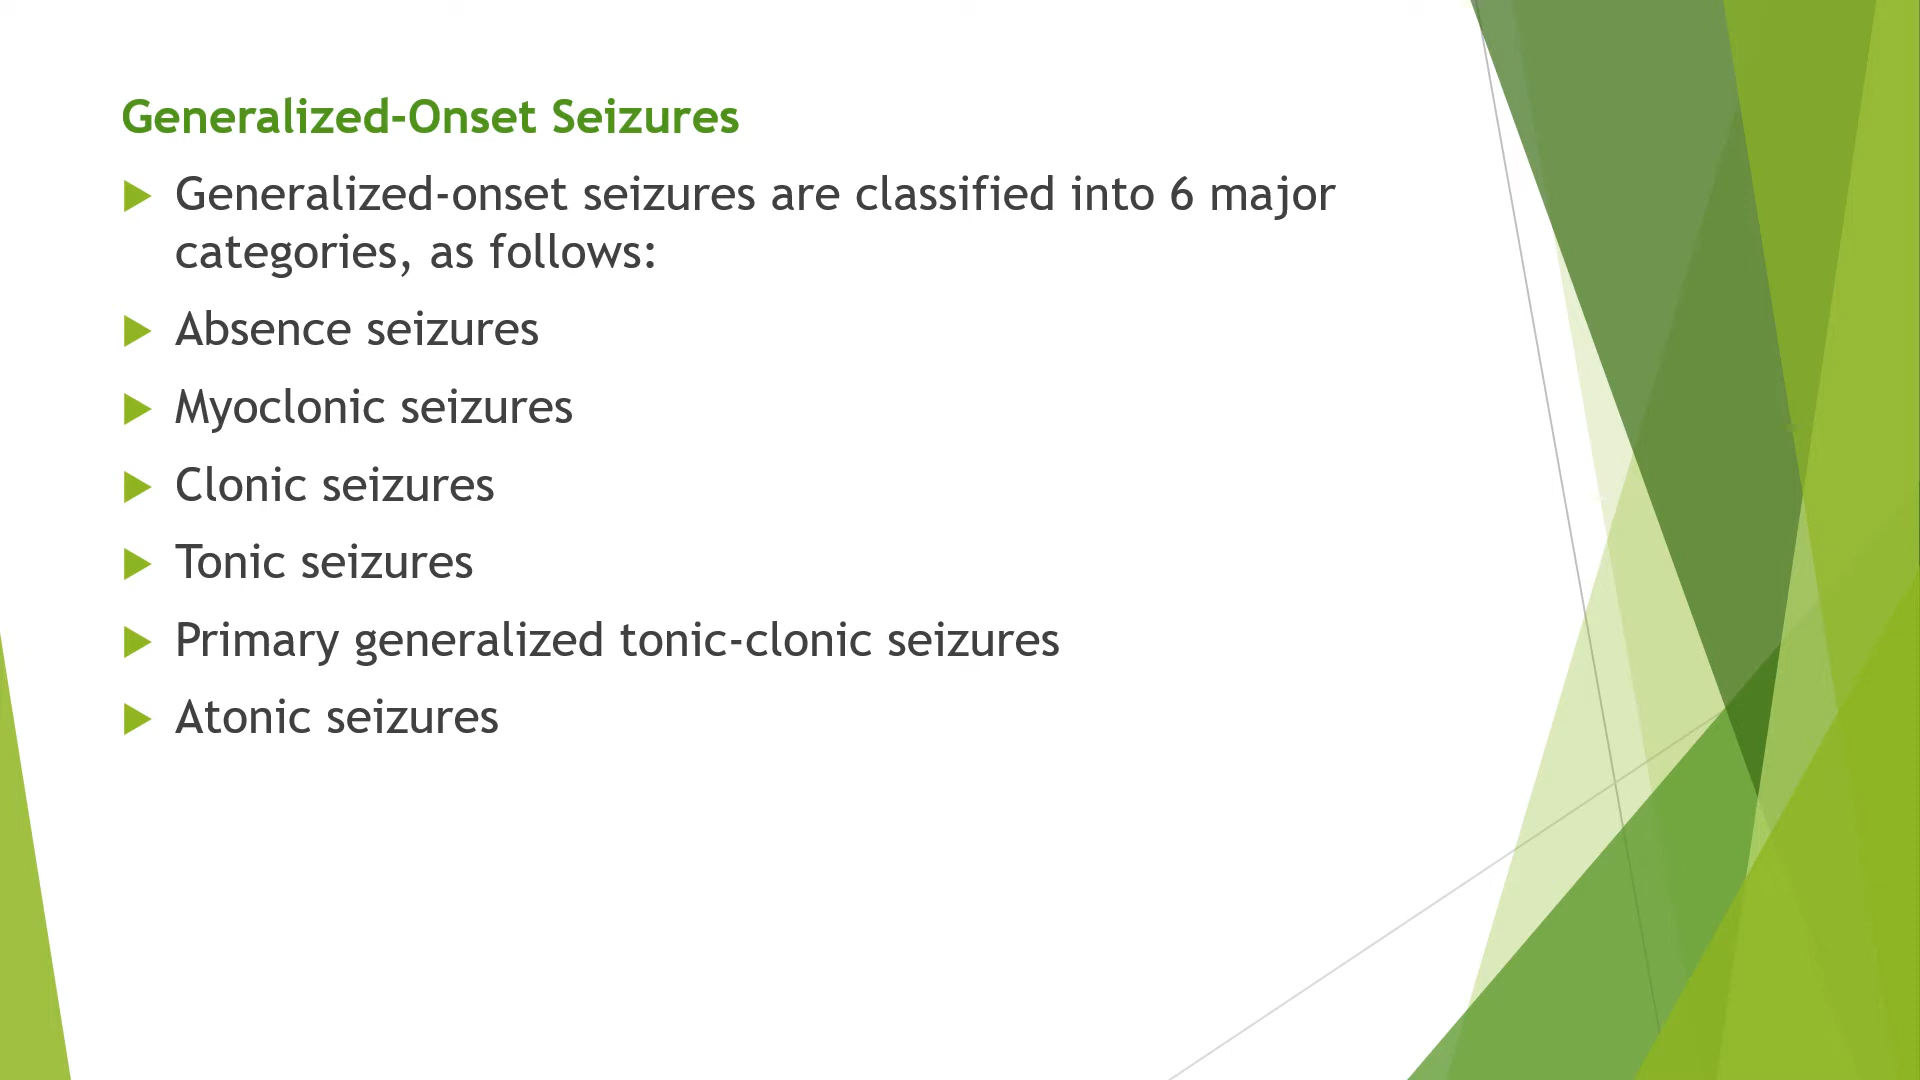 Generalized-Onset Seizures
Generalized-onset seizures are classified into 6 major
categories, as follows:
Absence seizures
Myoclonic seizures
Clonic seizures
Tonic seizures
Primary generalized tonic-clonic seizures
Atonic seizures